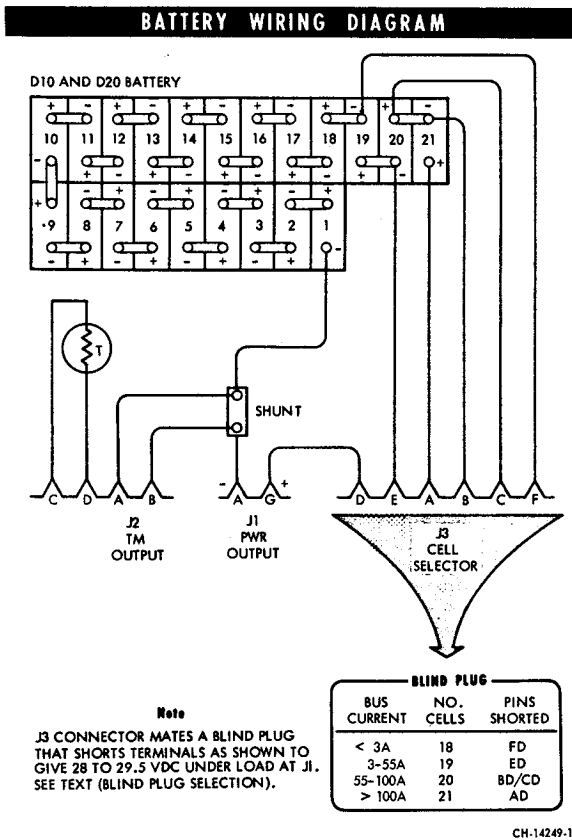 BATTERY WIRING DIAGRAM
D10 AND D20 BATTERY
+ - + - + - + - + - + -
10 11 12 13 14 15 16 17 18 19 20 21
- + - + - + - + - + - +
+ - + - + - + - +
·9 8 7 6 5 4 3 2 1
- + - + - + - + -
T
SHUNT
- +
C D A B A G D E A B C F
J2
TM
OUTPUT
J1
PWR
OUTPUT
J3
CELL
SELECTOR
BLIND PLUG
BUS CURRENT NO. CELLS PINS SHORTED
< 3A 18 FD
3-55A 19 ED
55-100A 20 BD/CD
> 100A 21 AD
Note
J3 CONNECTOR MATES A BLIND PLUG
THAT SHORTS TERMINALS AS SHOWN TO
GIVE 28 TO 29.5 VDC UNDER LOAD AT J1.
SEE TEXT (BLIND PLUG SELECTION).
CH-14249-1